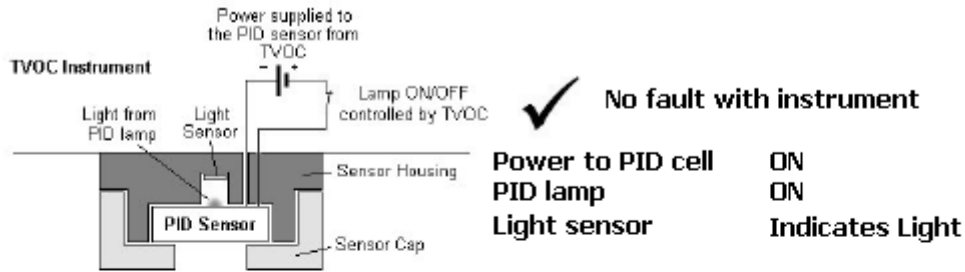 Power supplied to
the PID sensor from
TVOC
TVOC Instrument
- +
Light from
PID lamp
Light
Sensor
Lamp ON/OFF
controlled by TVOC
Sensor Housing
PID Sensor
Sensor Cap
No fault with instrument
Power to PID cell ON
PID lamp ON
Light sensor Indicates Light